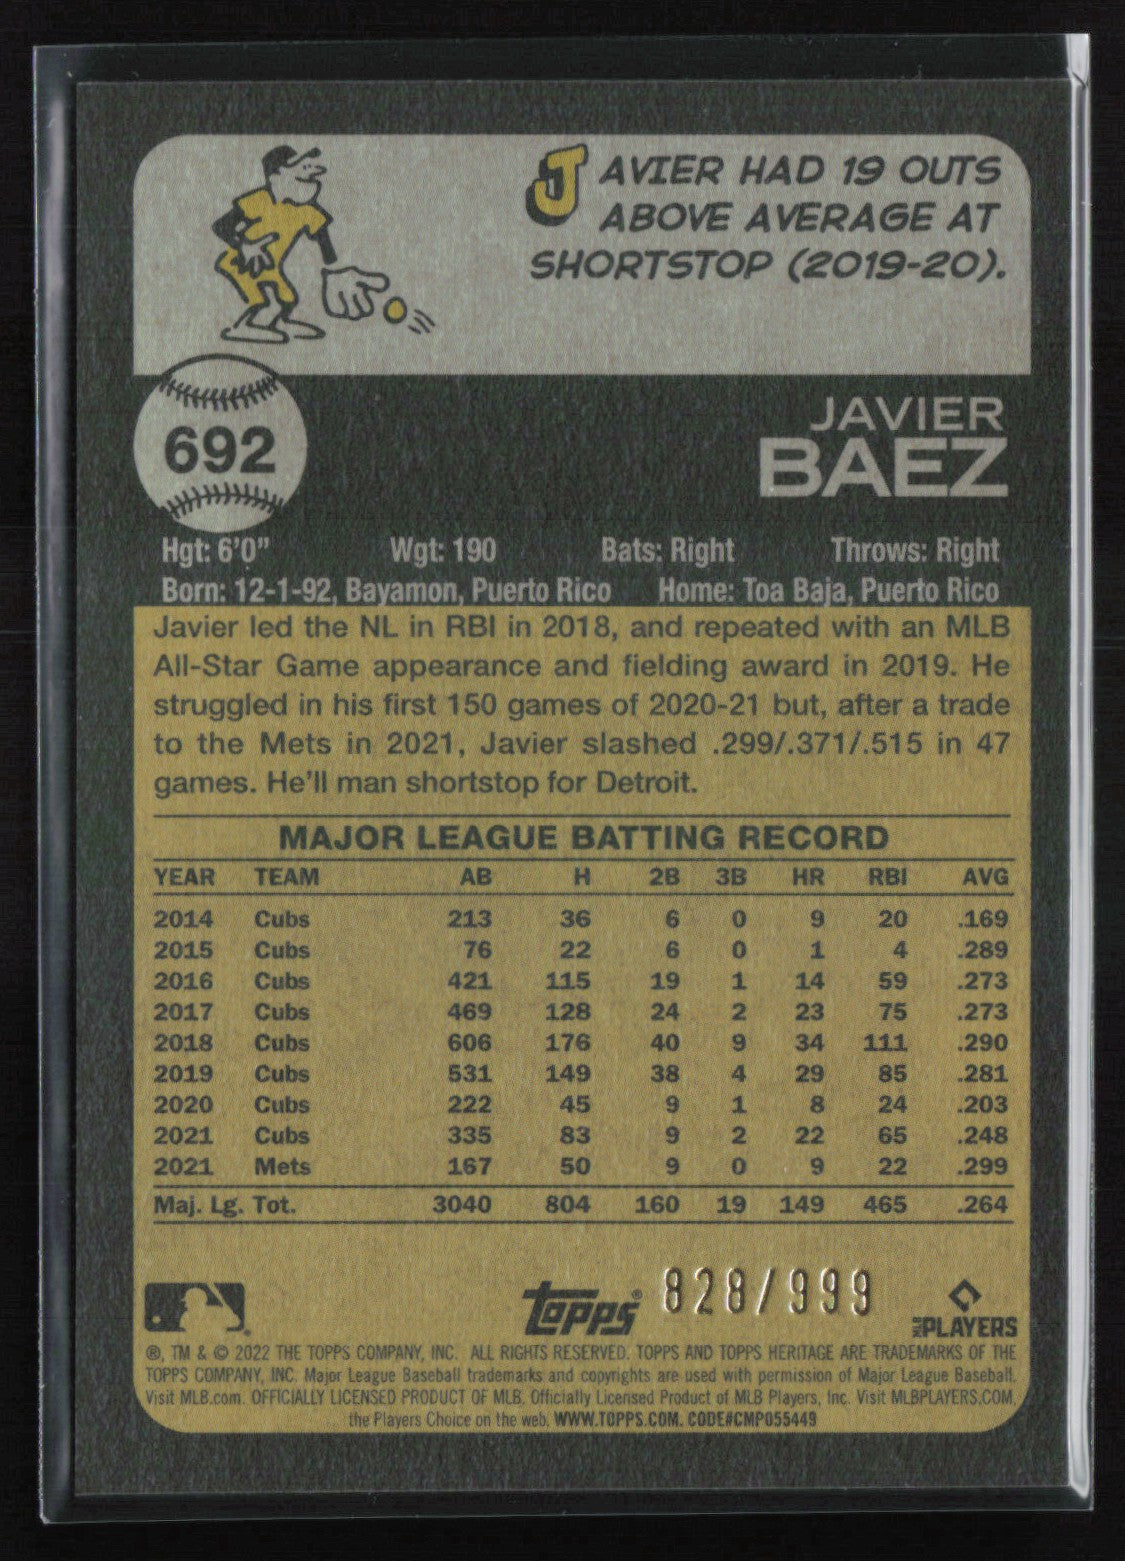 JAVIER HAD 19 OUTS
ABOVE AVERAGE AT
SHORTSTOP (2019-20).
692
JAVIER
BAEZ
Hgt: 6'0" Wgt: 190 Bats: Right Throws: Right
Born: 12-1-92, Bayamon, Puerto Rico Home: Toa Baja, Puerto Rico
Javier led the NL in RBI in 2018, and repeated with an MLB
All-Star Game appearance and fielding award in 2019. He
struggled in his first 150 games of 2020-21 but, after a trade
to the Mets in 2021, Javier slashed .299/.371/.515 in 47
games. He'll man shortstop for Detroit.
MAJOR LEAGUE BATTING RECORD
YEAR TEAM AB H 2B 3B HR RBI AVG
2014 Cubs 213 36 6 0 9 20 .169
2015 Cubs 76 22 6 0 1 4 .289
2016 Cubs 421 115 19 1 14 59 .273
2017 Cubs 469 128 24 2 23 75 .273
2018 Cubs 606 176 40 9 34 111 .290
2019 Cubs 531 149 38 4 29 85 .281
2020 Cubs 222 45 9 1 8 24 .203
2021 Cubs 335 83 9 2 22 65 .248
2021 Mets 167 50 9 0 9 22 .299
Maj. Lg. Tot. 3040 804 160 19 149 465 .264
topps® 828/999 MLB PLAYERS
®, TM & © 2022 THE TOPPS COMPANY, INC. ALL RIGHTS RESERVED. TOPPS AND TOPPS HERITAGE ARE TRADEMARKS OF THE
TOPPS COMPANY, INC. Major League Baseball trademarks and copyrights are used with permission of Major League Baseball.
Visit MLB.com. OFFICIALLY LICENSED PRODUCT OF MLB. Officially Licensed Product of MLB Players, Inc. Visit MLBPLAYERS.COM,
the Players Choice on the web. WWW.TOPPS.COM. CODE#CMP055449